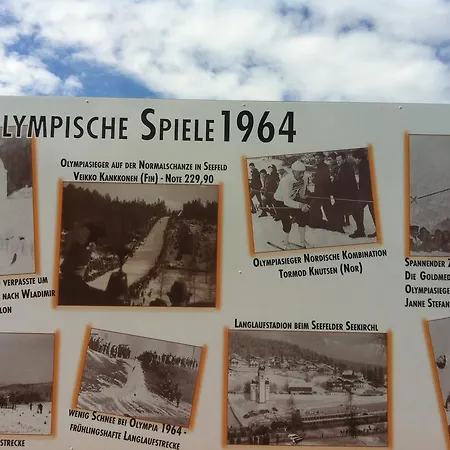 LYMPISCHE SPIELE 1964
OLYMPIASIEGER AUF DER NORMALSCHANZE IN SEEFELD
VEIKKO KANKKONEN (FIN) - NOTE 229,90
OLYMPIASIEGER NORDISCHE KOMBINATION
TORMOD KNUTSEN (NOR)
SPANNENDER
DIE GOLDMED
OLYMPIASIEGE
JANNE STEFAN
VERPASSTE UM
NACH WLADIMIR
LON
LANGLAUFSTADION BEIM SEEFELDER SEEKIRCHL
WENIG SCHNEE BEI OLYMPIA 1964 -
FRÜHLINGSHAFTE LANGLAUFSTRECKE
STRECKE